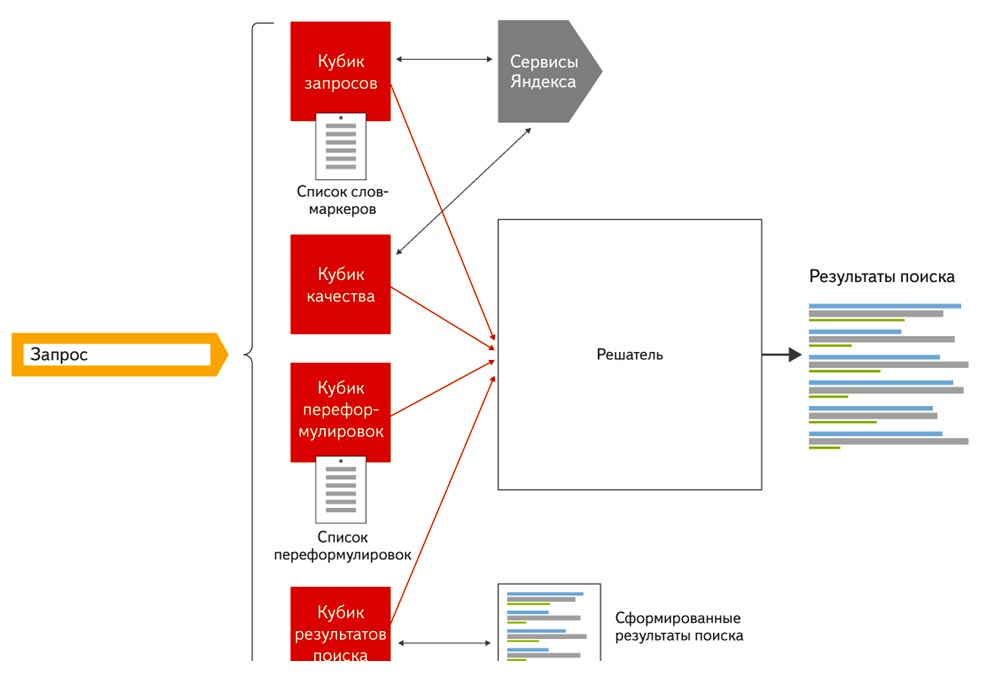 Запрос
Кубик
запросов
Список слов-
маркеров
Кубик
качества
Кубик
перефор-
мулировок
Список
переформулировок
Кубик
результатов
поиска
Сервисы
Яндекса
Решатель
Сформированные
результаты поиска
Результаты поиска